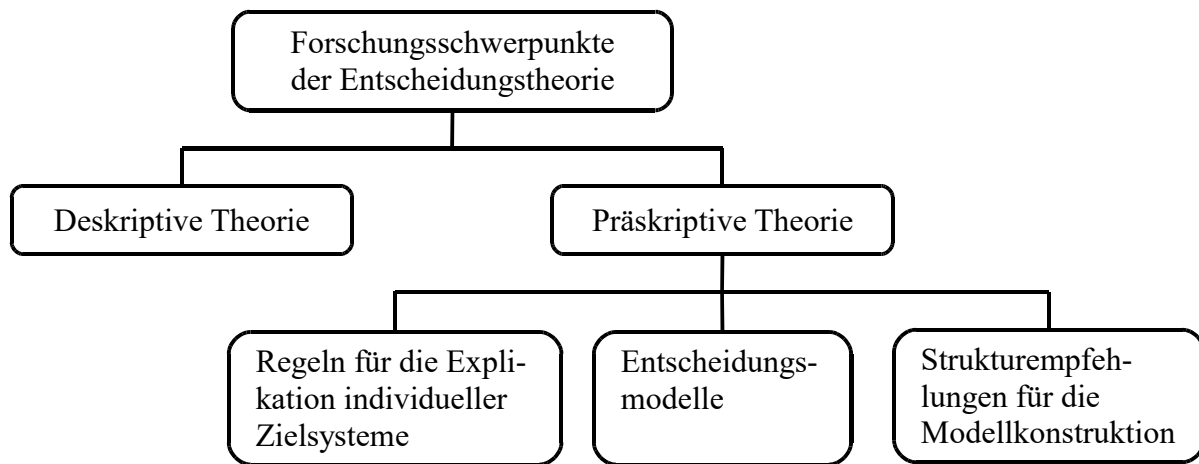 Forschungsschwerpunkte
der Entscheidungstheorie
Deskriptive Theorie
Präskriptive Theorie
Regeln für die Expli-
kation individueller
Zielsysteme
Entscheidungs-
modelle
Strukturempfeh-
lungen für die
Modellkonstruktion